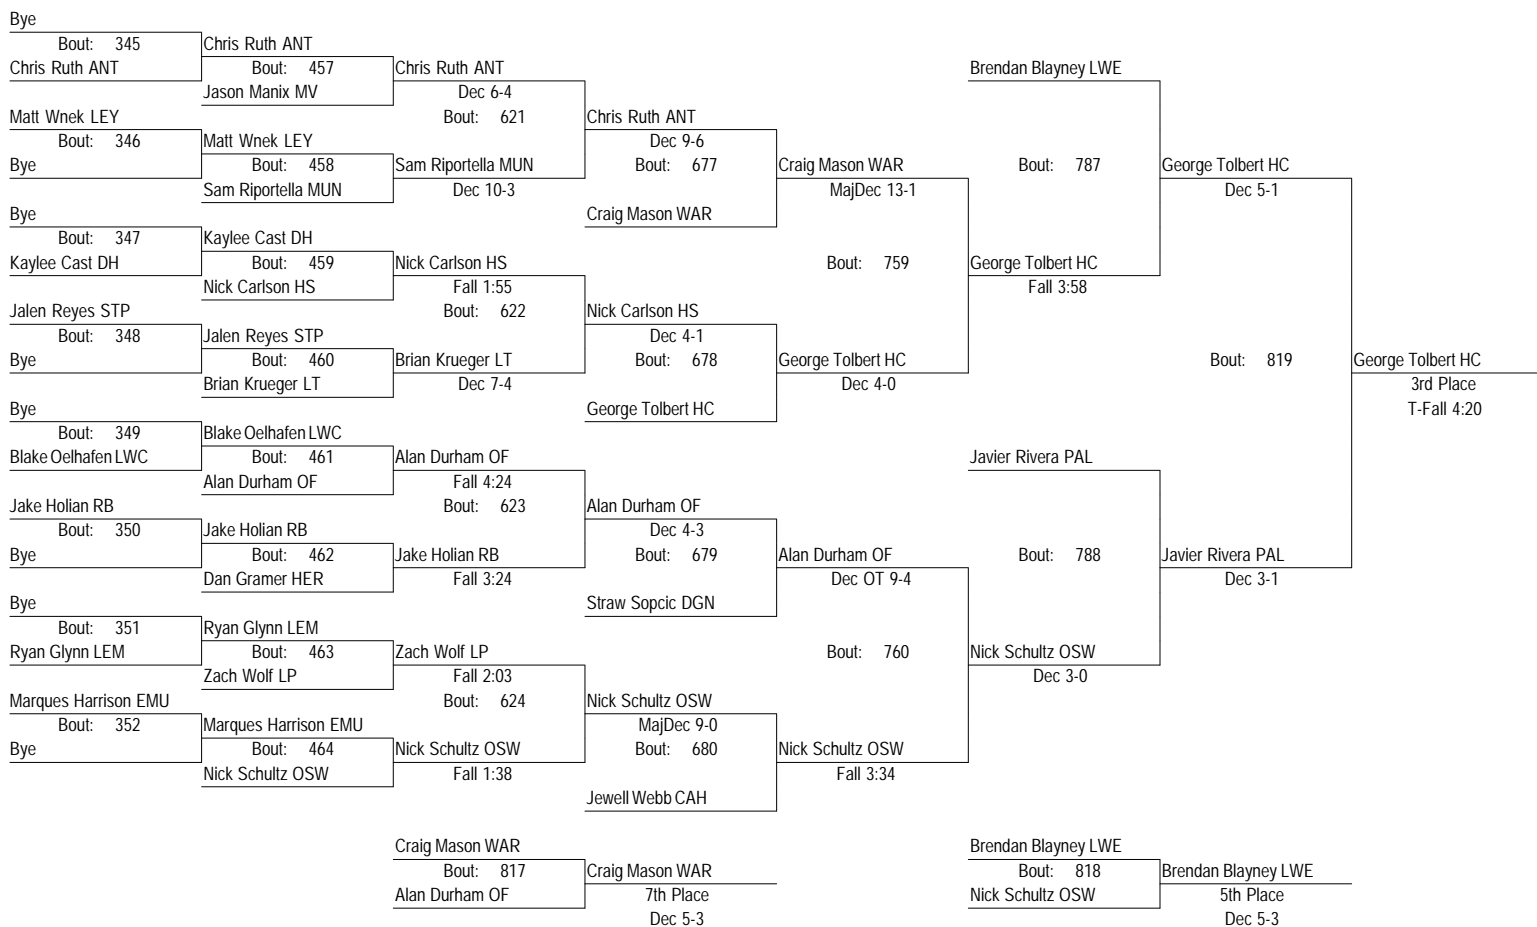 Bye
Bout: 345
Chris Ruth ANT
Chris Ruth ANT
Bout: 457
Jason Manix MV
Chris Ruth ANT
Dec 6-4
Bout: 621
Matt Wnek LEY
Bout: 346
Bye
Matt Wnek LEY
Bout: 458
Sam Riportella MUN
Sam Riportella MUN
Dec 10-3
Chris Ruth ANT
Dec 9-6
Bout: 677
Craig Mason WAR
Craig Mason WAR
MajDec 13-1
Bye
Bout: 347
Kaylee Cast DH
Kaylee Cast DH
Bout: 459
Nick Carlson HS
Nick Carlson HS
Fall 1:55
Bout: 622
Jalen Reyes STP
Bout: 348
Bye
Jalen Reyes STP
Bout: 460
Brian Krueger LT
Brian Krueger LT
Dec 7-4
Nick Carlson HS
Dec 4-1
Bout: 678
George Tolbert HC
George Tolbert HC
Dec 4-0
Bout: 759
Brendan Blayney LWE
Bout: 787
George Tolbert HC
Fall 3:58
George Tolbert HC
Dec 5-1
Bye
Bout: 349
Blake Oelhafen LWC
Blake Oelhafen LWC
Bout: 461
Alan Durham OF
Alan Durham OF
Fall 4:24
Bout: 623
Jake Holian RB
Bout: 350
Bye
Jake Holian RB
Bout: 462
Dan Gramer HER
Jake Holian RB
Fall 3:24
Alan Durham OF
Dec 4-3
Bout: 679
Straw Sopcic DGN
Alan Durham OF
Dec OT 9-4
Bye
Bout: 351
Ryan Glynn LEM
Ryan Glynn LEM
Bout: 463
Zach Wolf LP
Zach Wolf LP
Fall 2:03
Bout: 624
Marques Harrison EMU
Bout: 352
Bye
Marques Harrison EMU
Bout: 464
Nick Schultz OSW
Nick Schultz OSW
Fall 1:38
Nick Schultz OSW
MajDec 9-0
Bout: 680
Jewell Webb CAH
Nick Schultz OSW
Fall 3:34
Bout: 760
Javier Rivera PAL
Bout: 788
Nick Schultz OSW
Dec 3-0
Javier Rivera PAL
Dec 3-1
Bout: 819
George Tolbert HC
3rd Place
T-Fall 4:20
Craig Mason WAR
Bout: 817
Alan Durham OF
Craig Mason WAR
7th Place
Dec 5-3
Brendan Blayney LWE
Bout: 818
Nick Schultz OSW
Brendan Blayney LWE
5th Place
Dec 5-3